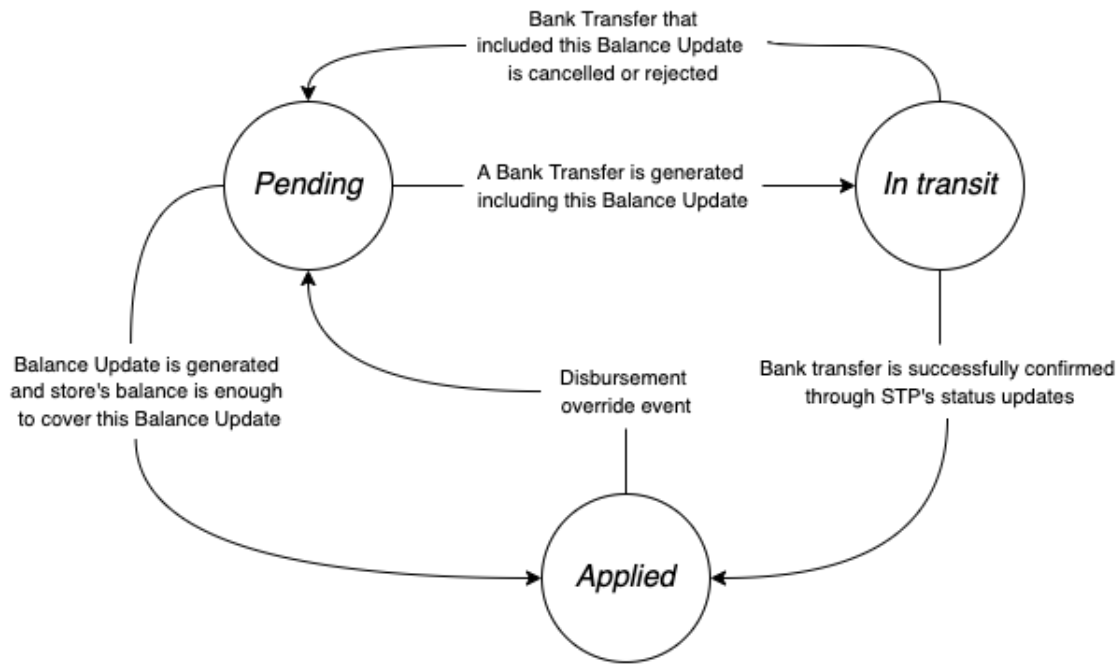 Bank Transfer that
included this Balance Update
is cancelled or rejected
Pending
A Bank Transfer is generated
including this Balance Update
In transit
Balance Update is generated
and store's balance is enough
to cover this Balance Update
Disbursement
override event
Bank transfer is successfully confirmed
through STP's status updates
Applied